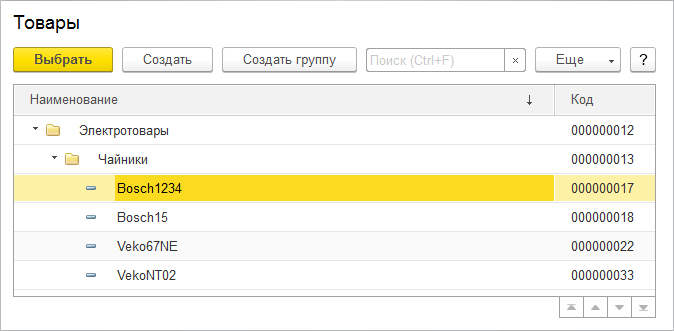 Товары
Выбрать Создать Создать группу Поиск (Ctrl+F) × Еще ?
Наименование ↓ Код
Электротовары 000000012
Чайники 000000013
Bosch1234 000000017
Bosch15 000000018
Veko67NE 000000022
VekoNT02 000000033